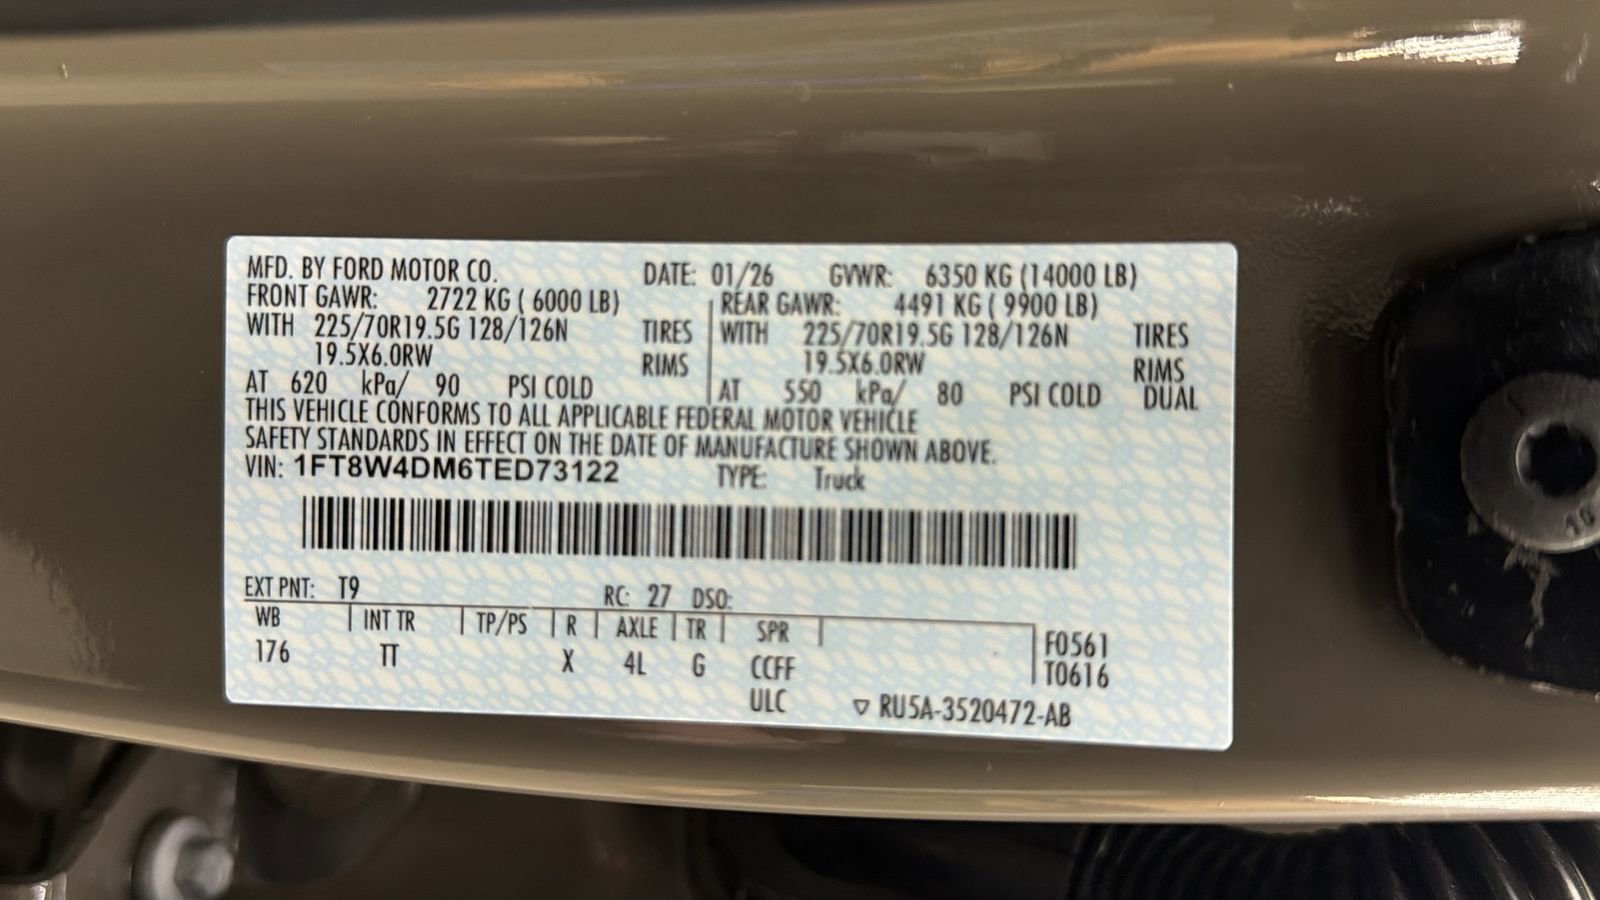 MFD. BY FORD MOTOR CO. DATE: 01/26 GVWR: 6350 KG (14000 LB)
FRONT GAWR: 2722 KG ( 6000 LB) REAR GAWR: 4491 KG ( 9900 LB)
WITH 225/70R19.5G 128/126N TIRES WITH 225/70R19.5G 128/126N TIRES
19.5X6.0RW RIMS 19.5X6.0RW RIMS
AT 620 kPa/ 90 PSI COLD AT 550 kPa/ 80 PSI COLD DUAL
THIS VEHICLE CONFORMS TO ALL APPLICABLE FEDERAL MOTOR VEHICLE
SAFETY STANDARDS IN EFFECT ON THE DATE OF MANUFACTURE SHOWN ABOVE.
VIN: 1FT8W4DM6TED73122 TYPE: Truck
EXT PNT: T9 RC: 27 DSO:
WB INT TR TP/PS R AXLE TR SPR F0561
176 TT X 4L G CCFF T0616
ULC ▽ RU5A-3520472-AB
10